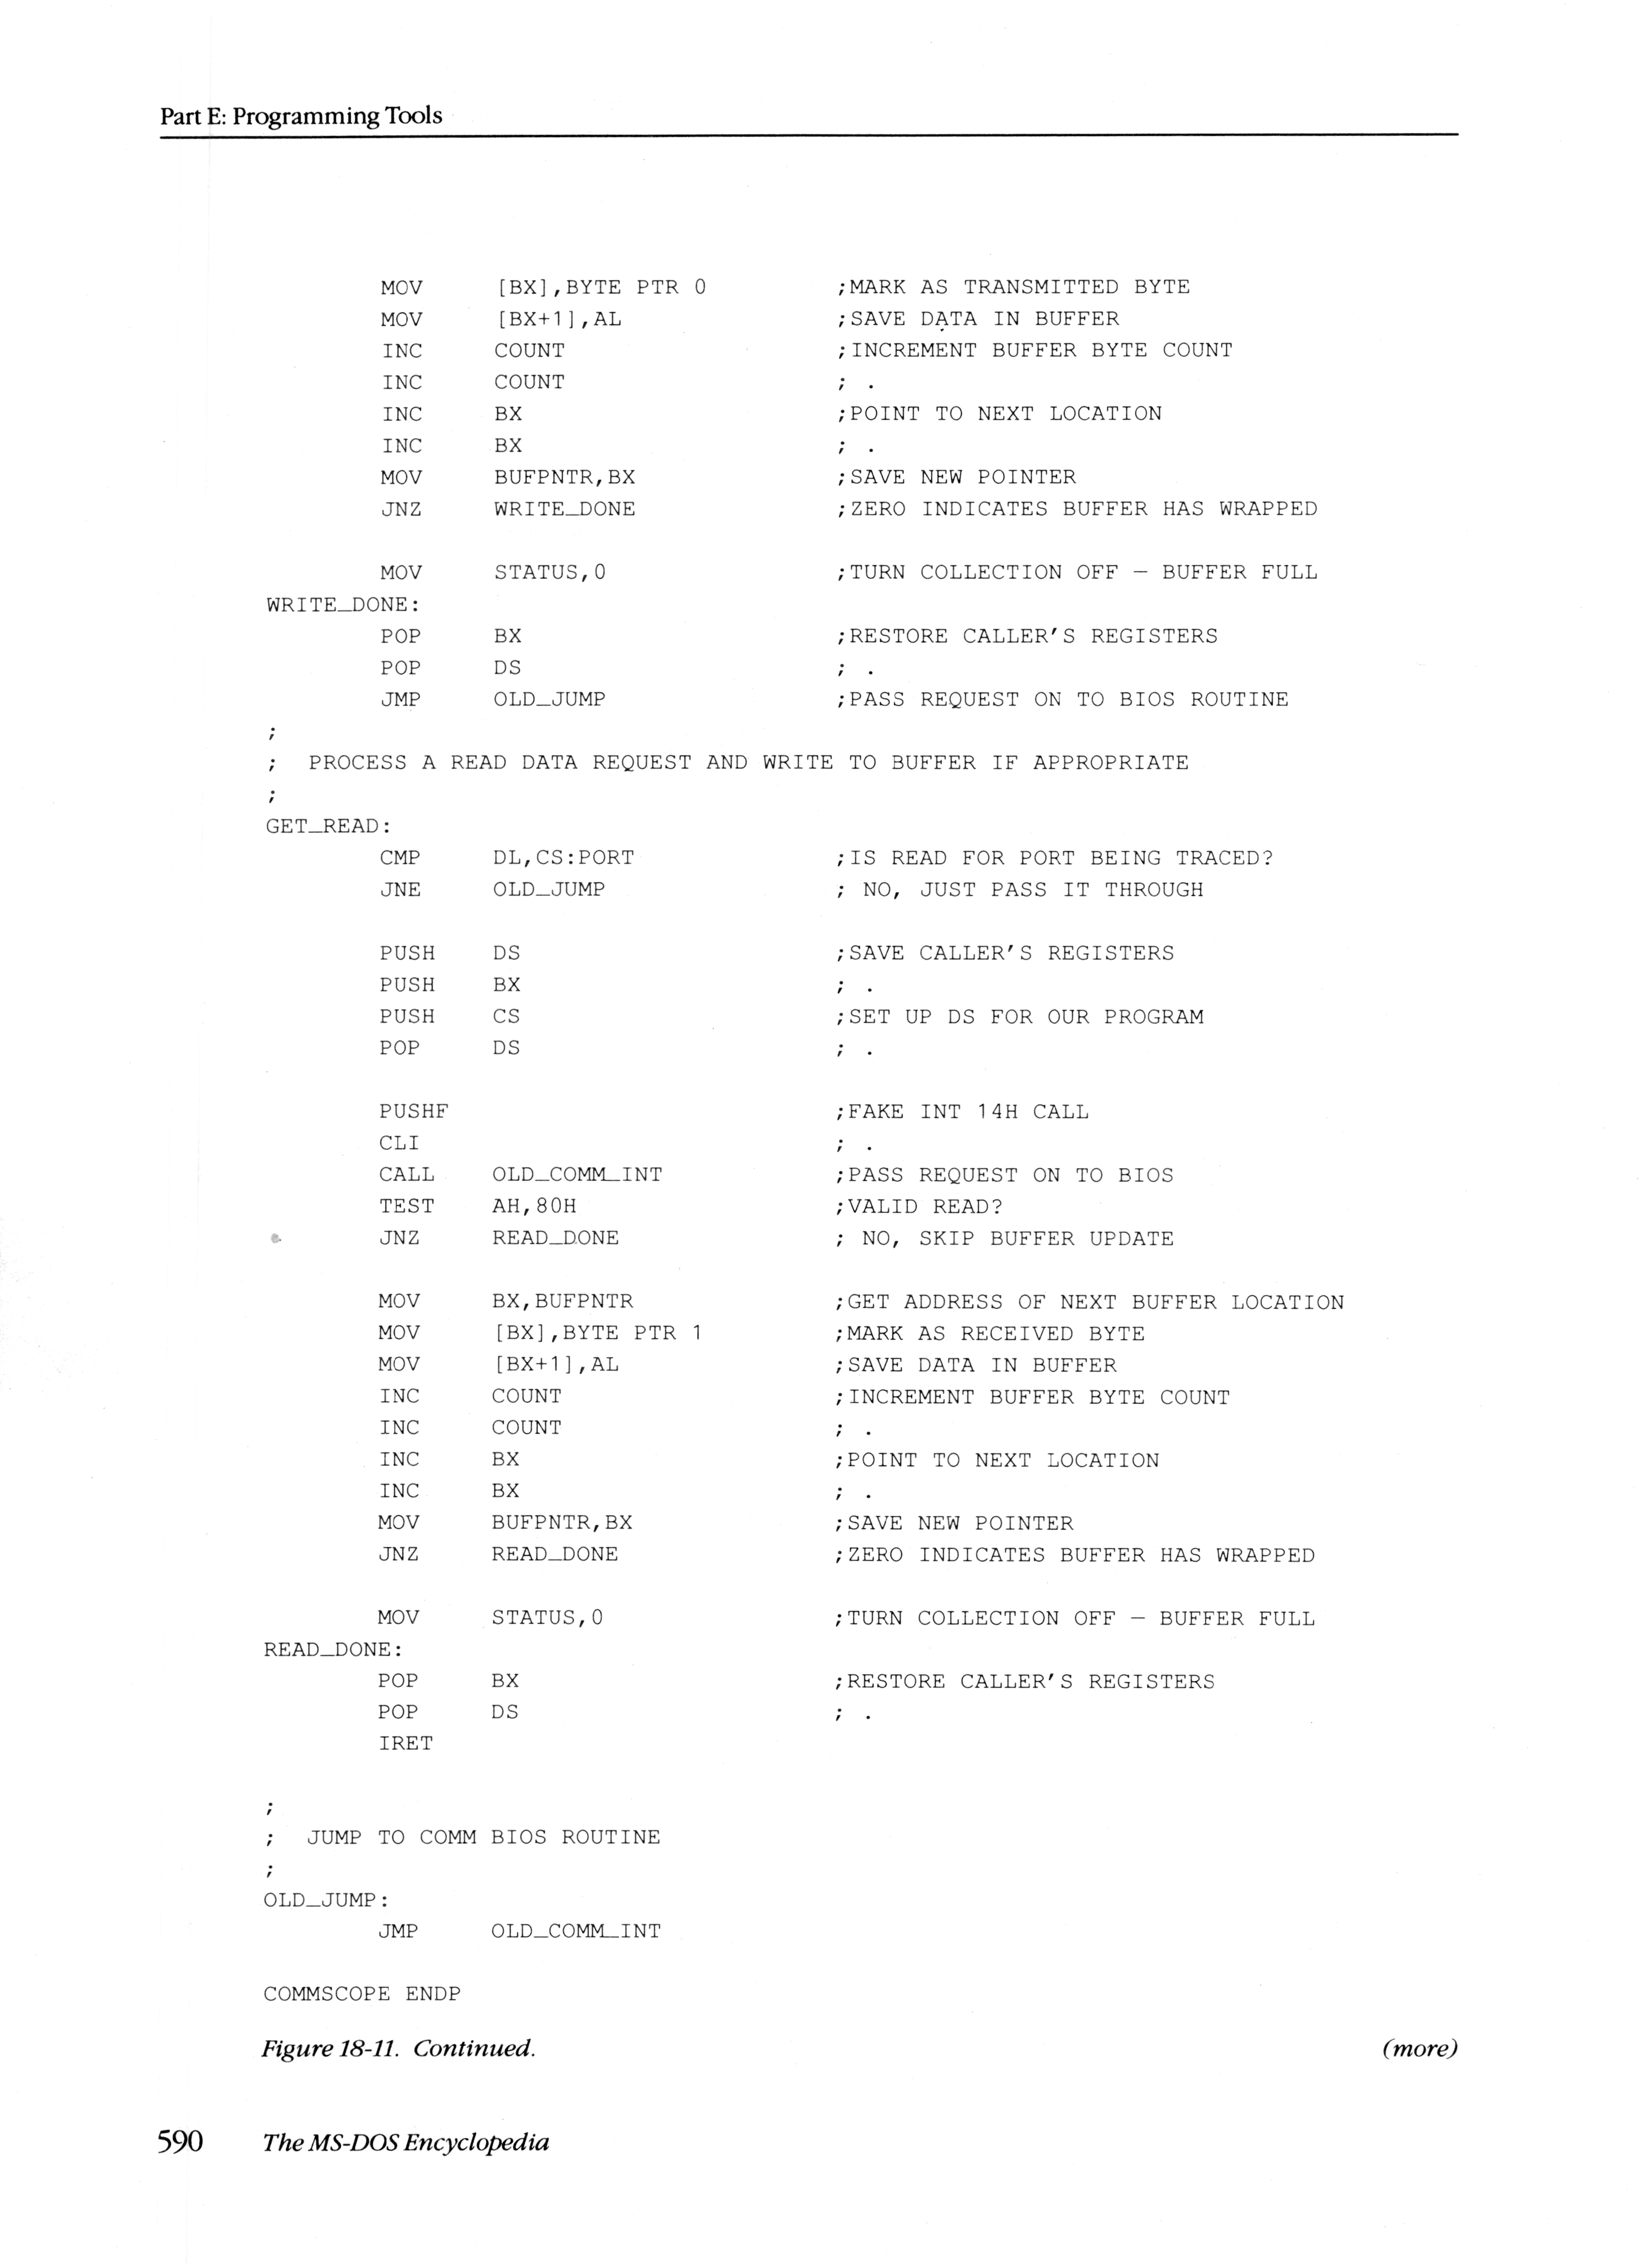 Part E: Programming Tools
MOV [BX],BYTE PTR 0 ;MARK AS TRANSMITTED BYTE
MOV [BX+1],AL ;SAVE DATA IN BUFFER
INC COUNT ;INCREMENT BUFFER BYTE COUNT
INC COUNT ; .
INC BX ;POINT TO NEXT LOCATION
INC BX ; .
MOV BUFPNTR,BX ;SAVE NEW POINTER
JNZ WRITE_DONE ;ZERO INDICATES BUFFER HAS WRAPPED
MOV STATUS,0 ;TURN COLLECTION OFF — BUFFER FULL
WRITE_DONE:
POP BX ;RESTORE CALLER'S REGISTERS
POP DS ; .
JMP OLD_JUMP ;PASS REQUEST ON TO BIOS ROUTINE
;
; PROCESS A READ DATA REQUEST AND WRITE TO BUFFER IF APPROPRIATE
;
GET_READ:
CMP DL,CS:PORT ;IS READ FOR PORT BEING TRACED?
JNE OLD_JUMP ; NO, JUST PASS IT THROUGH
PUSH DS ;SAVE CALLER'S REGISTERS
PUSH BX ; .
PUSH CS ;SET UP DS FOR OUR PROGRAM
POP DS ; .
PUSHF ;FAKE INT 14H CALL
CLI ; .
CALL OLD_COMM_INT ;PASS REQUEST ON TO BIOS
TEST AH,80H ;VALID READ?
JNZ READ_DONE ; NO, SKIP BUFFER UPDATE
MOV BX,BUFPNTR ;GET ADDRESS OF NEXT BUFFER LOCATION
MOV [BX],BYTE PTR 1 ;MARK AS RECEIVED BYTE
MOV [BX+1],AL ;SAVE DATA IN BUFFER
INC COUNT ;INCREMENT BUFFER BYTE COUNT
INC COUNT ; .
INC BX ;POINT TO NEXT LOCATION
INC BX ; .
MOV BUFPNTR,BX ;SAVE NEW POINTER
JNZ READ_DONE ;ZERO INDICATES BUFFER HAS WRAPPED
MOV STATUS,0 ;TURN COLLECTION OFF — BUFFER FULL
READ_DONE:
POP BX ;RESTORE CALLER'S REGISTERS
POP DS ; .
IRET
;
; JUMP TO COMM BIOS ROUTINE
;
OLD_JUMP:
JMP OLD_COMM_INT
COMMSCOPE ENDP
Figure 18-11. Continued. (more)
590 The MS-DOS Encyclopedia